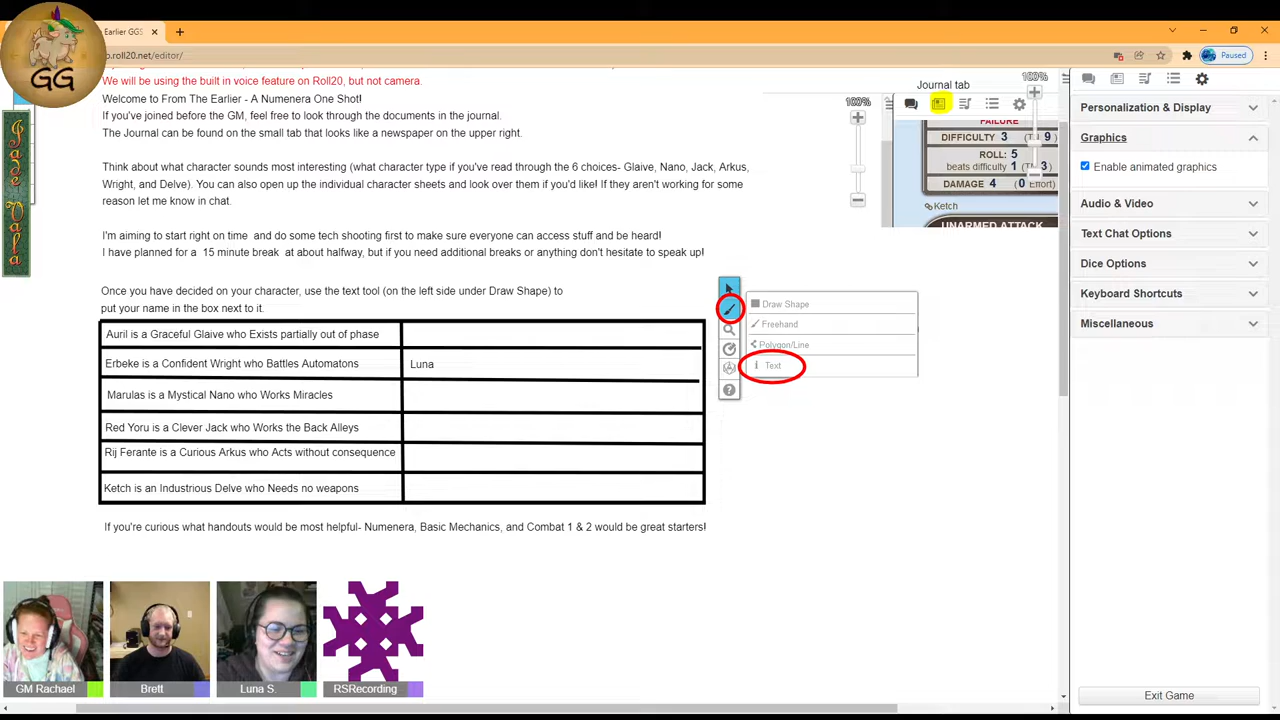 Earlier GGS
Paused
p.roll20.net/editor/
GG
Jade Vala
We will be using the built in voice feature on Roll20, but not camera.
Welcome to From The Earlier - A Numenera One Shot!
If you've joined before the GM, feel free to look through the documents in the journal.
The Journal can be found on the small tab that looks like a newspaper on the upper right.
Think about what character sounds most interesting (what character type if you've read through the 6 choices- Glaive, Nano, Jack, Arkus,
Wright, and Delve). You can also open up the individual character sheets and look over them if you'd like! If they aren't working for some
reason let me know in chat.
I'm aiming to start right on time and do some troubleshooting first to make sure everyone can access stuff and be heard!
I have planned for a 15 minute break at about halfway, but if you need additional breaks or anything don't hesitate to speak up!
Once you have decided on your character, use the text tool (on the left side under Draw Shape) to
put your name in the box next to it.
Auril is a Graceful Glaive who Exists partially out of phase
Erbeke is a Confident Wright who Battles Automatons
Luna
Marulas is a Mystical Nano who Works Miracles
Red Yoru is a Clever Jack who Works the Back Alleys
Rij Ferante is a Curious Arkus who Acts without consequence
Ketch is an Industrious Delve who Needs no weapons
If you're curious what handouts would be most helpful- Numenera, Basic Mechanics, and Combat 1 & 2 would be great starters!
Draw Shape
Freehand
Polygon/Line
Text
Journal tab
100%
100%
FAILURE
DIFFICULTY 3 9)
ROLL: 5
beats difficulty 1 3)
DAMAGE 4 (0 Effort)
Ketch
UNARMED ATTACK
Personalization & Display
Graphics
Enable animated graphics
Audio & Video
Text Chat Options
Dice Options
Keyboard Shortcuts
Miscellaneous
Exit Game
GM Rachael
Brett
Luna S.
RSRecording